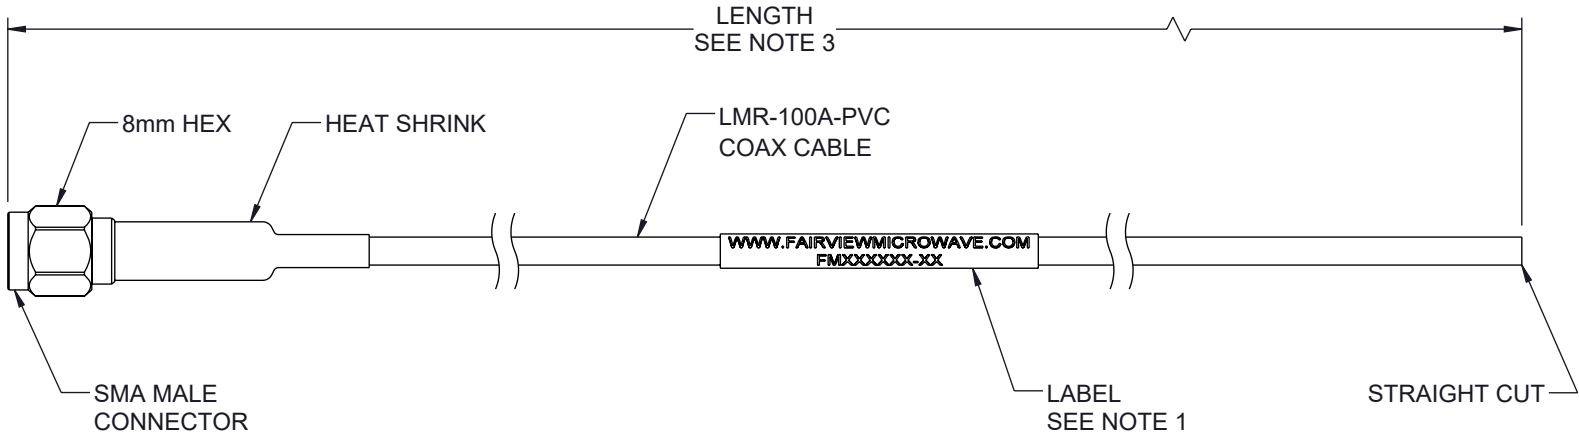 LENGTH
SEE NOTE 3
8mm HEX
HEAT SHRINK
LMR-100A-PVC
COAX CABLE
WWW.FAIRVIEWMICROWAVE.COM
FMXXXXXX-XX
SMA MALE
CONNECTOR
LABEL
SEE NOTE 1
STRAIGHT CUT